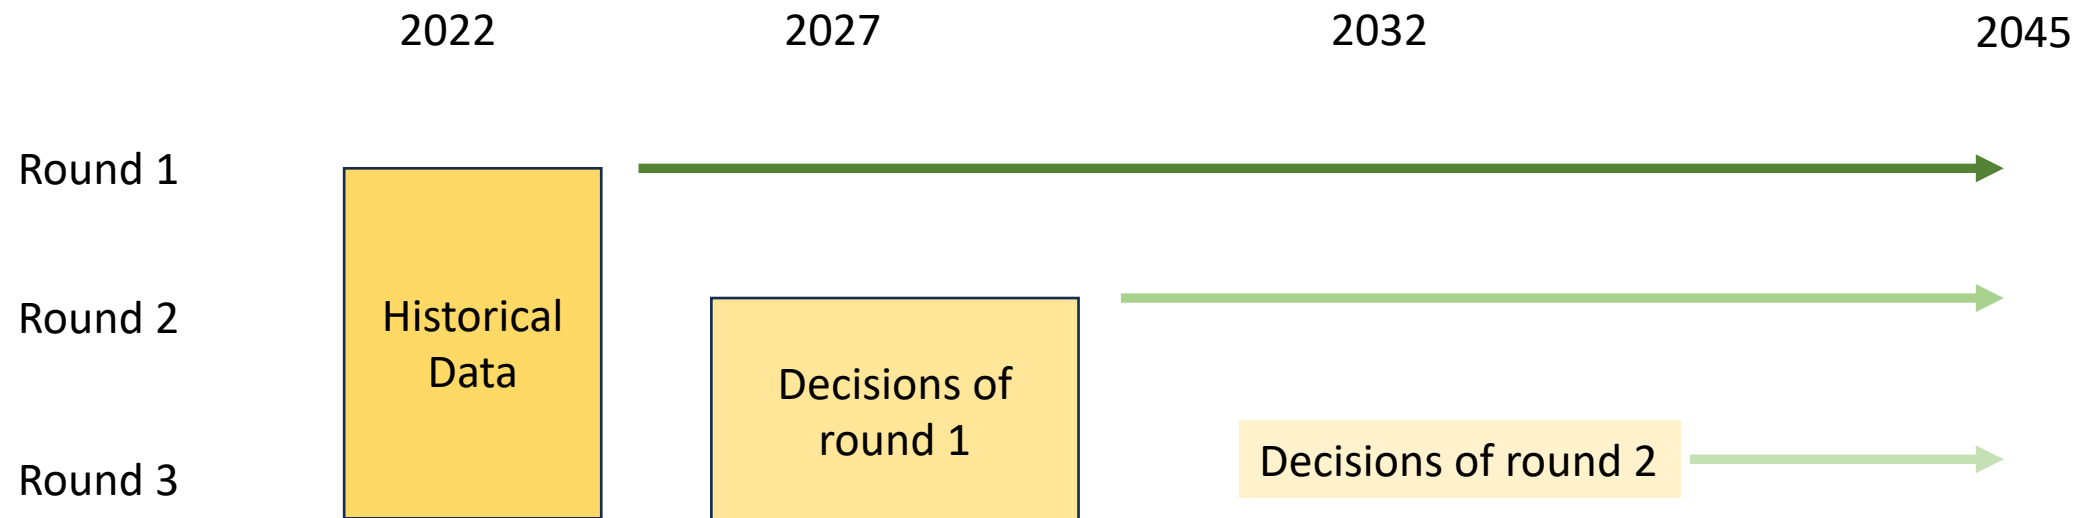 2022 2027 2032 2045
Round 1
Round 2
Historical
Data
Decisions of
round 1
Round 3
Decisions of round 2